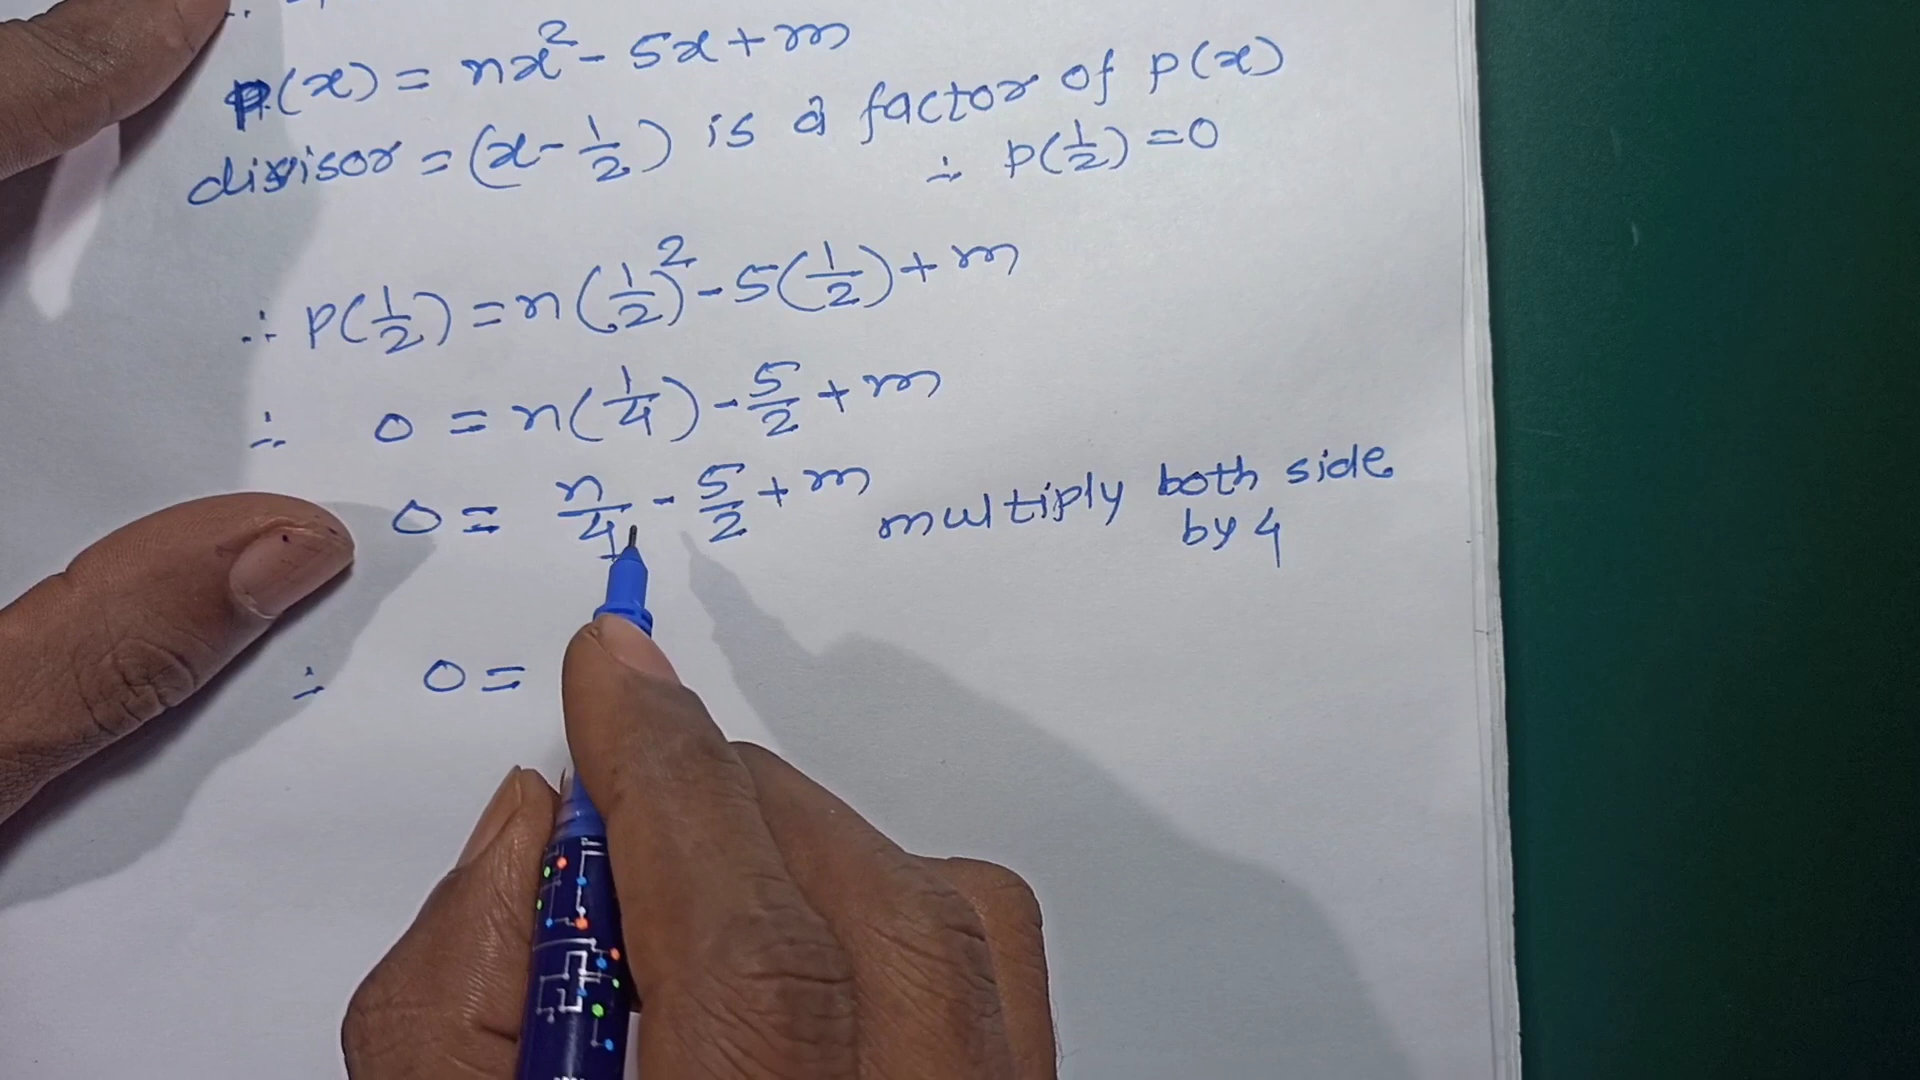 p(x) = nx² - 5x + m
divisor = (x - 1/2) is a factor of p(x)
∴ p(1/2) = 0
∴ p(1/2) = n(1/2)² - 5(1/2) + m
∴ 0 = n(1/4) - 5/2 + m
0 = n/4 - 5/2 + m multiply both side
by 4
∴ 0 =